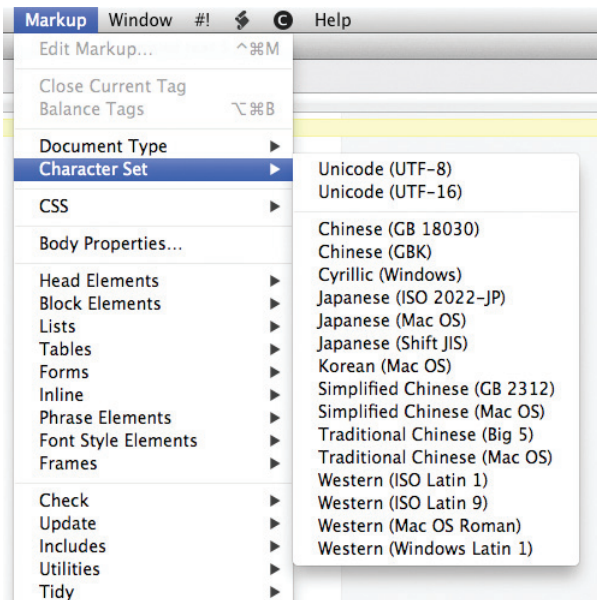 Markup Window #! Help
Edit Markup... ^⌘M
Close Current Tag
Balance Tags ⌥⌘B
Document Type
Character Set
CSS
Body Properties...
Head Elements
Block Elements
Lists
Tables
Forms
Inline
Phrase Elements
Font Style Elements
Frames
Check
Update
Includes
Utilities
Tidy
Unicode (UTF-8)
Unicode (UTF-16)
Chinese (GB 18030)
Chinese (GBK)
Cyrillic (Windows)
Japanese (ISO 2022-JP)
Japanese (Mac OS)
Japanese (Shift JIS)
Korean (Mac OS)
Simplified Chinese (GB 2312)
Simplified Chinese (Mac OS)
Traditional Chinese (Big 5)
Traditional Chinese (Mac OS)
Western (ISO Latin 1)
Western (ISO Latin 9)
Western (Mac OS Roman)
Western (Windows Latin 1)